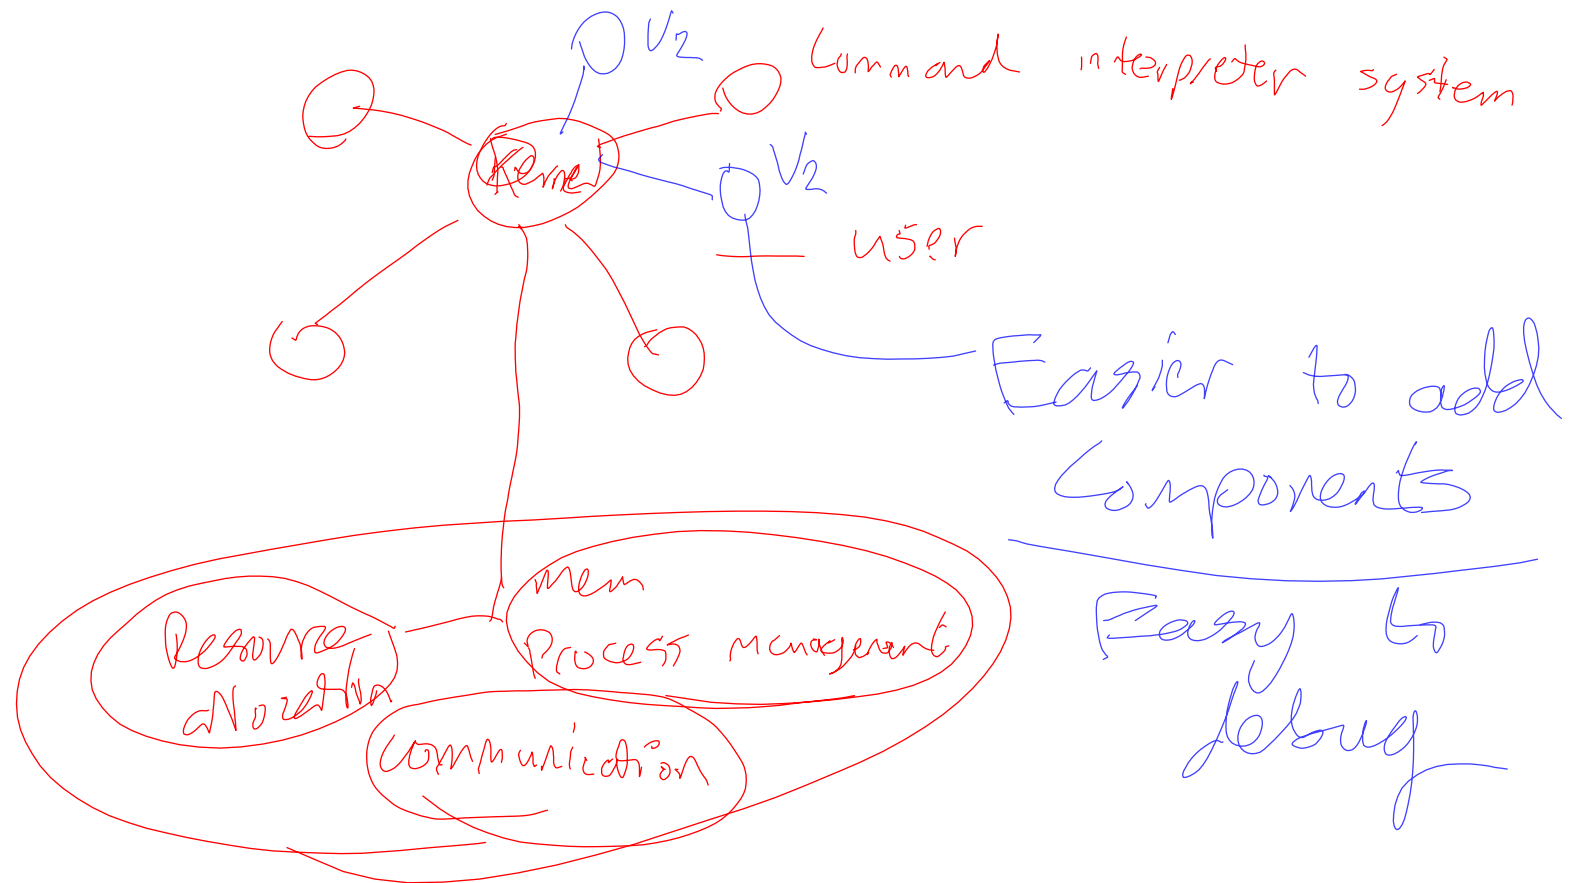 V2
Command interpreter system
Kernel
V2
user
Easier to add
Components
mem
Process management
Resource
allocation
communication
Easy to
debug